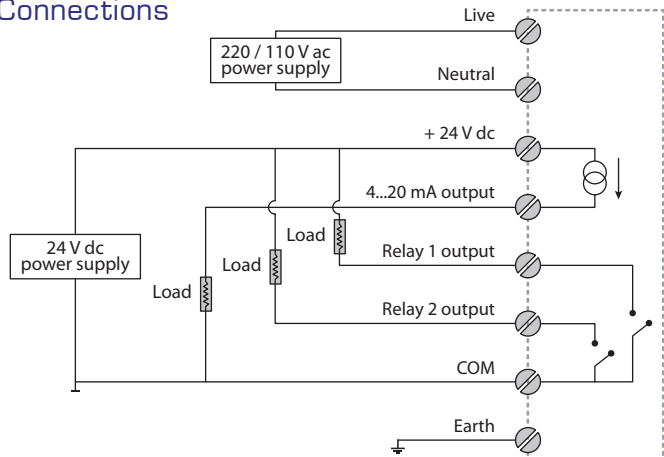 Connections
Live
220 / 110 V ac
power supply
Neutral
+ 24 V dc
4...20 mA output
24 V dc
power supply
Load
Load
Load
Relay 1 output
Relay 2 output
COM
Earth